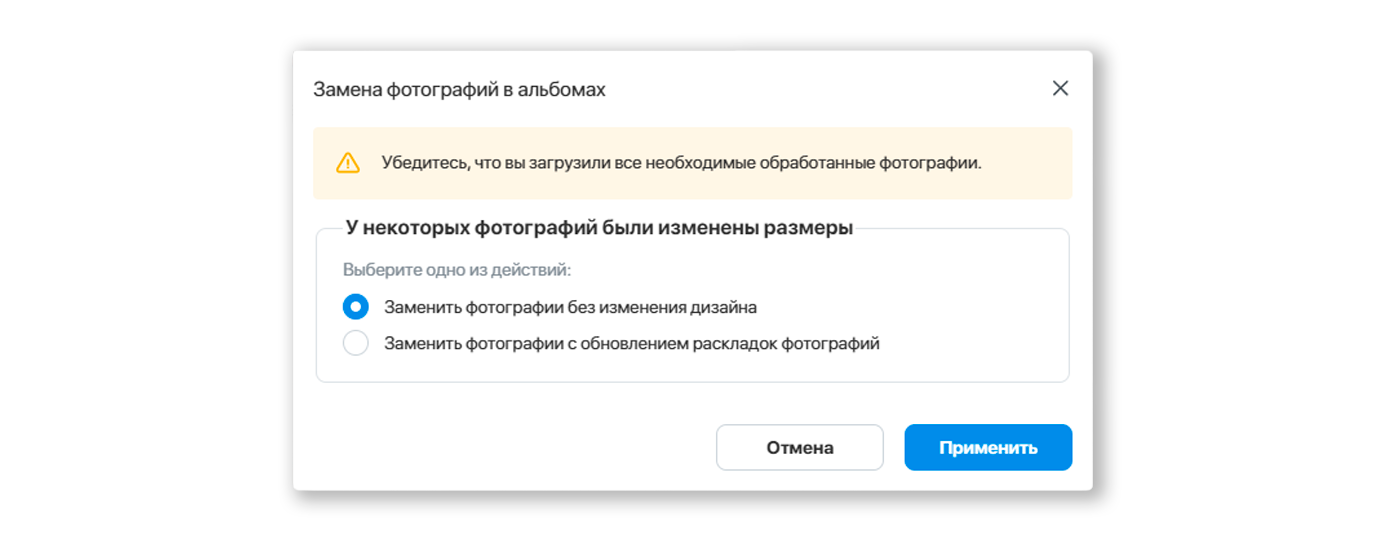 Замена фотографий в альбомах
Убедитесь, что вы загрузили все необходимые обработанные фотографии.
У некоторых фотографий были изменены размеры
Выберите одно из действий:
Заменить фотографии без изменения дизайна
Заменить фотографии с обновлением раскладок фотографий
Отмена
Применить